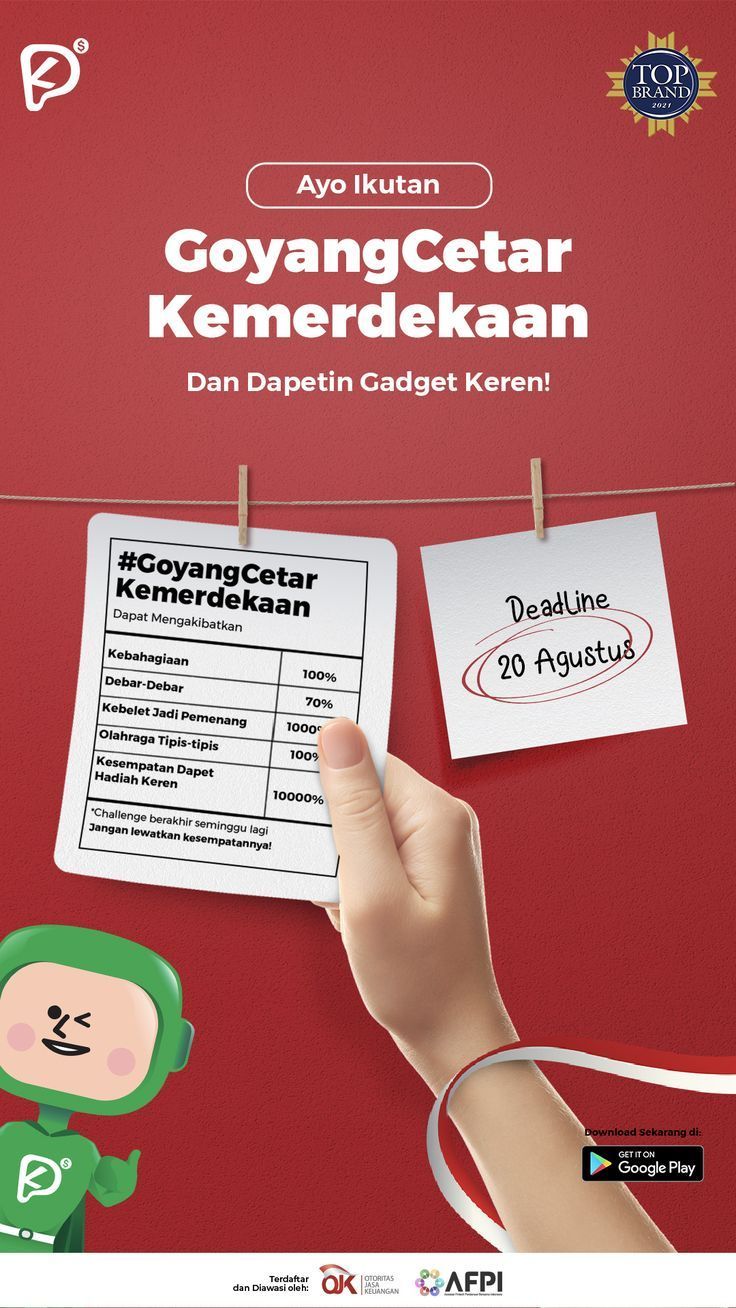 TOP
BRAND
2021
Ayo Ikutan
GoyangCetar
Kemerdekaan
Dan Dapetin Gadget Keren!
#GoyangCetar
Kemerdekaan
Dapat Mengakibatkan
Kebahagiaan 100%
Debar-Debar 70%
Kebelet Jadi Pemenang 1000%
Olahraga Tipis-tipis 100%
Kesempatan Dapet
Hadiah Keren 10000%
*Challenge berakhir seminggu lagi
Jangan lewatkan kesempatannya!
Deadline
20 Agustus
Download Sekarang di:
GET IT ON
Google Play
Terdaftar
dan Diawasi oleh:
OJK
OTORITAS
JASA
KEUANGAN
AFPI